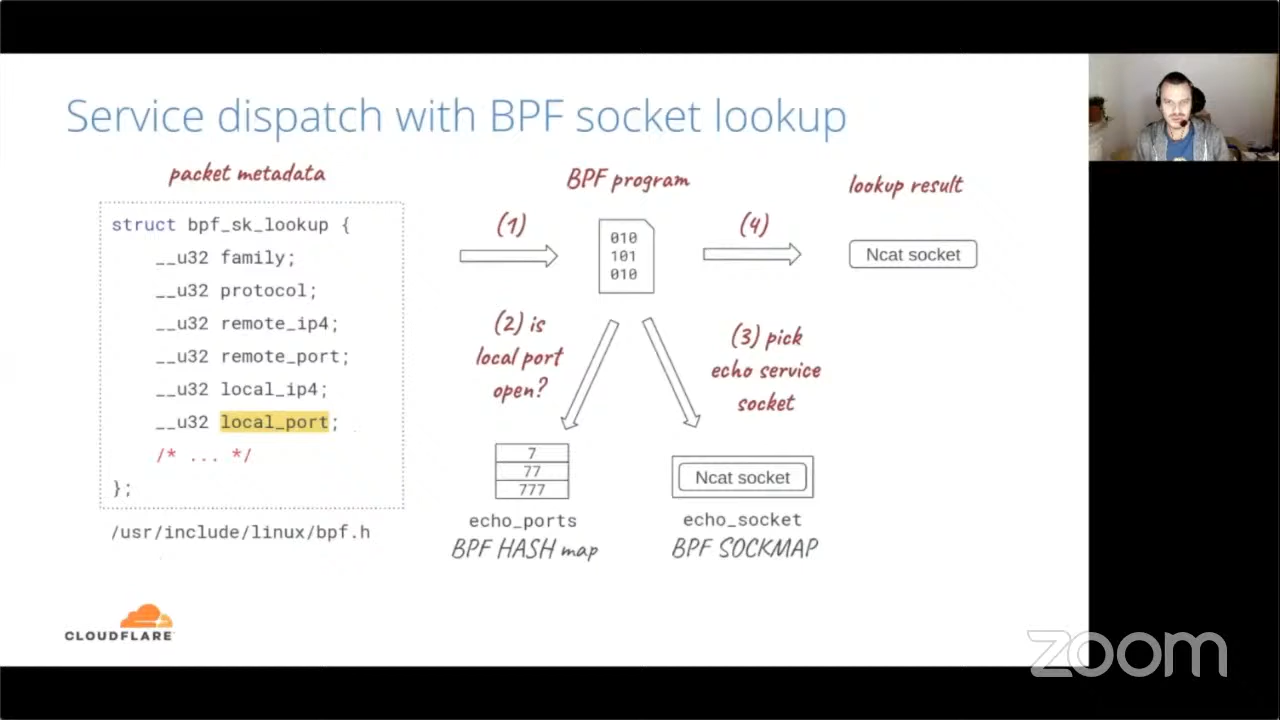 Service dispatch with BPF socket lookup
packet metadata
struct bpf_sk_lookup {
__u32 family;
__u32 protocol;
__u32 remote_ip4;
__u32 remote_port;
__u32 local_ip4;
__u32 local_port;
/* ... */
};
/usr/include/linux/bpf.h
(1)
BPF program
010
101
010
(4)
lookup result
Ncat socket
(2) is
local port
open?
(3) pick
echo service
socket
7
77
777
echo_ports
BPF HASH map
Ncat socket
echo_socket
BPF SOCKMAP
CLOUDFLARE
zoom